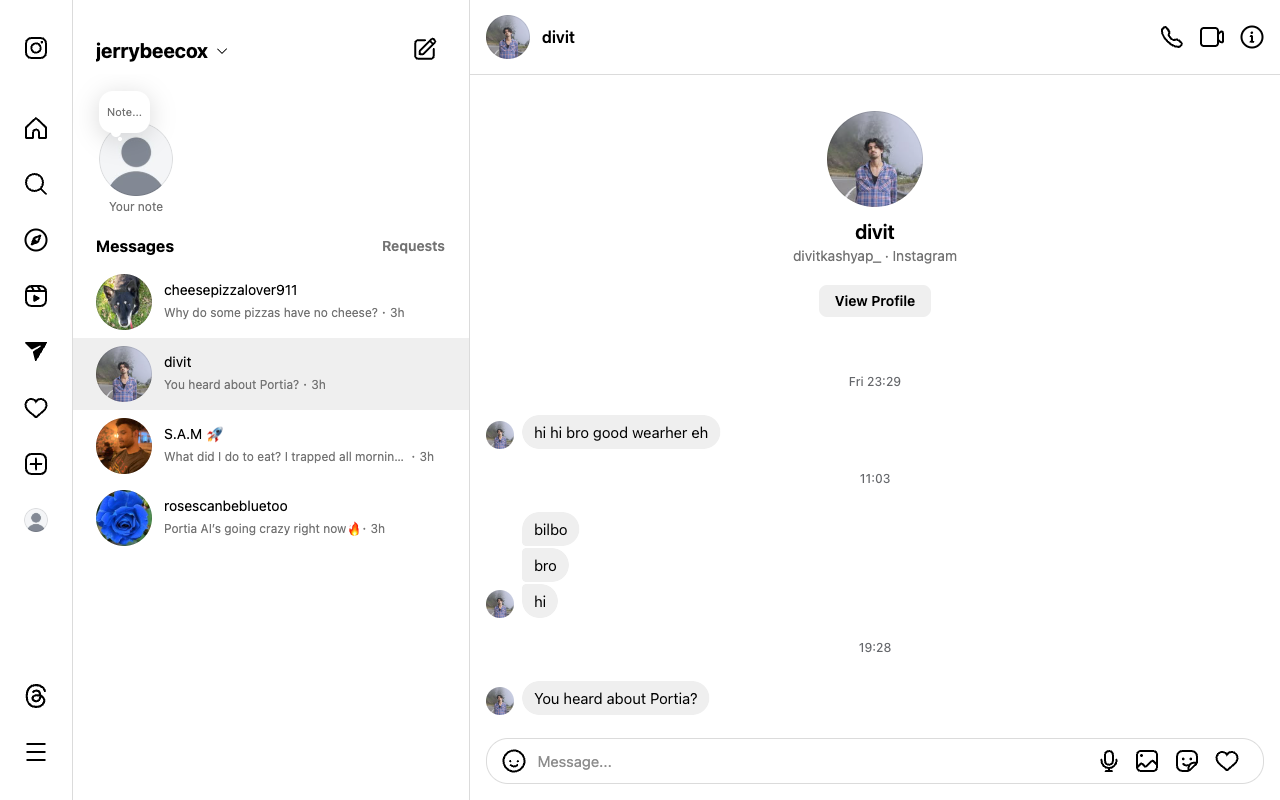 jerrybeecox
Note...
Your note
Messages
Requests
cheesepizzalover911
Why do some pizzas have no cheese? · 3h
divit
You heard about Portia? · 3h
S.A.M 🚀
What did I do to eat? I trapped all mornin... · 3h
rosescanbebluetoo
Portia AI's going crazy right now🔥 · 3h
divit
divit
divitkashyap_ · Instagram
View Profile
Fri 23:29
hi hi bro good wearher eh
11:03
bilbo
bro
hi
19:28
You heard about Portia?
Message...